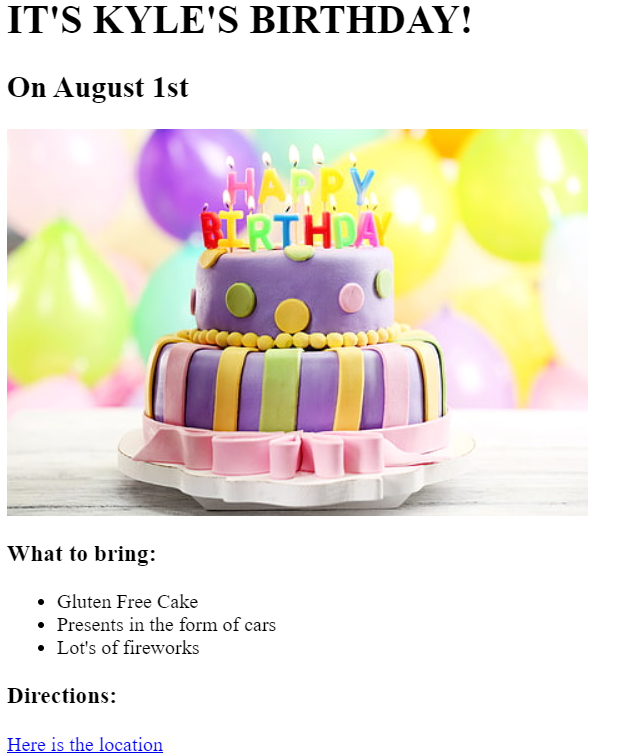 IT'S KYLE'S BIRTHDAY!
On August 1st
HAPPY
BIRTHDAY
What to bring:
Gluten Free Cake
Presents in the form of cars
Lot's of fireworks
Directions:
Here is the location